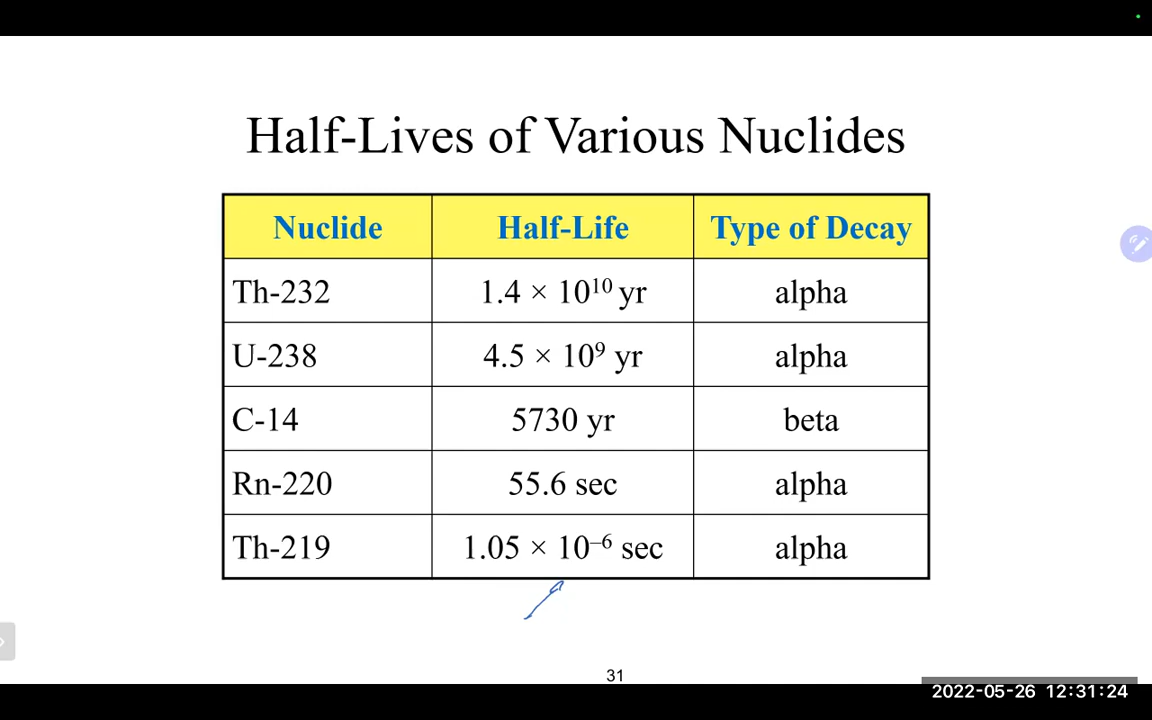 Half-Lives of Various Nuclides
Nuclide Half-Life Type of Decay
Th-232 1.4 × 10¹⁰ yr alpha
U-238 4.5 × 10⁹ yr alpha
C-14 5730 yr beta
Rn-220 55.6 sec alpha
Th-219 1.05 × 10⁻⁶ sec alpha
31
2022-05-26 12:31:24